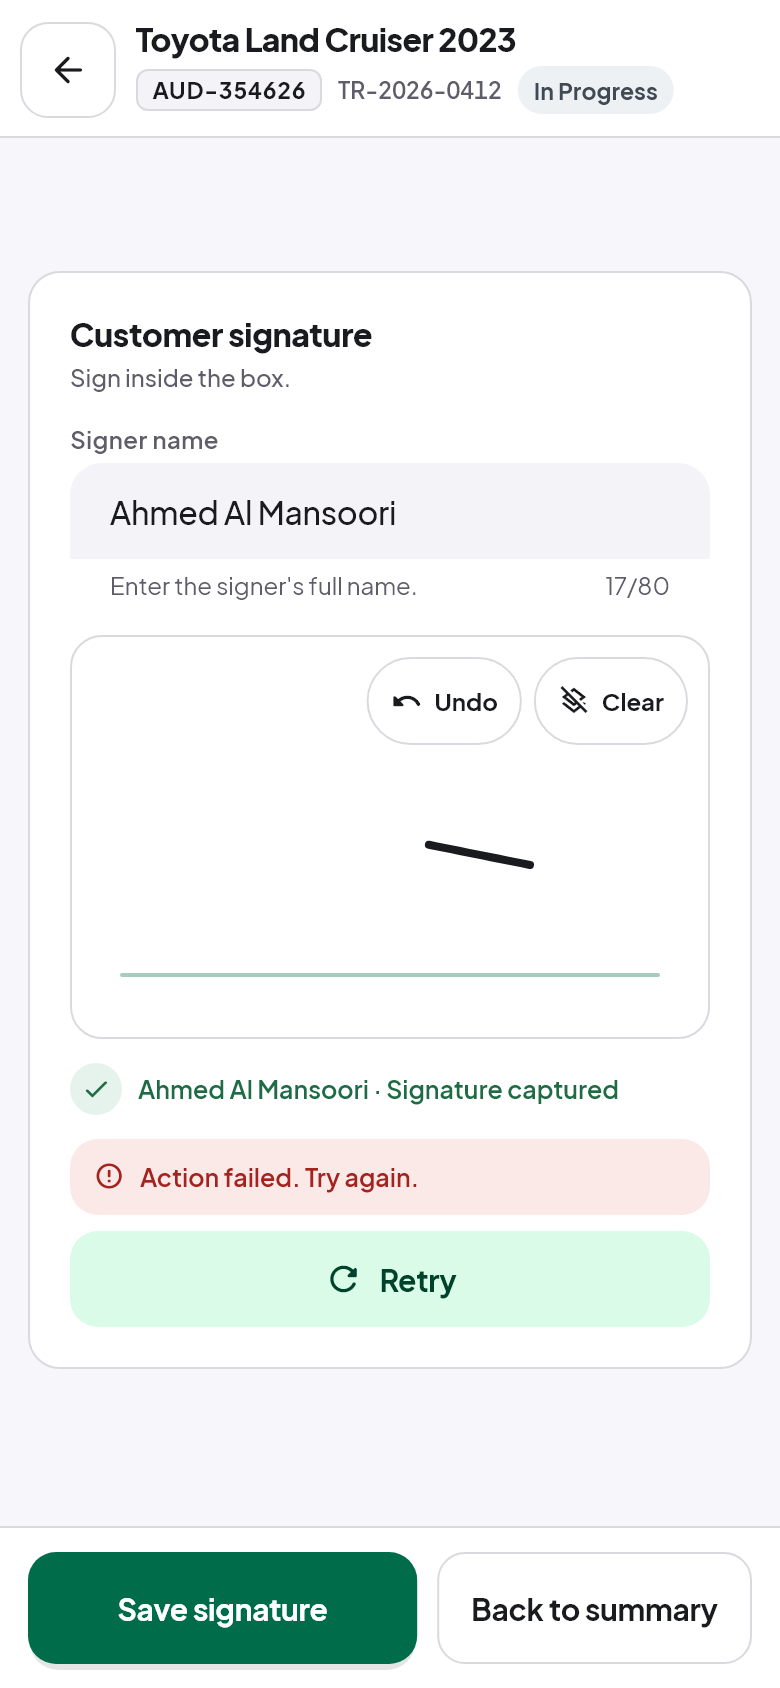 Toyota Land Cruiser 2023
AUD-354626 TR-2026-0412 In Progress
Customer signature
Sign inside the box.
Signer name
Ahmed Al Mansoori
Enter the signer's full name. 17/80
Undo Clear
Ahmed Al Mansoori · Signature captured
Action failed. Try again.
Retry
Save signature Back to summary